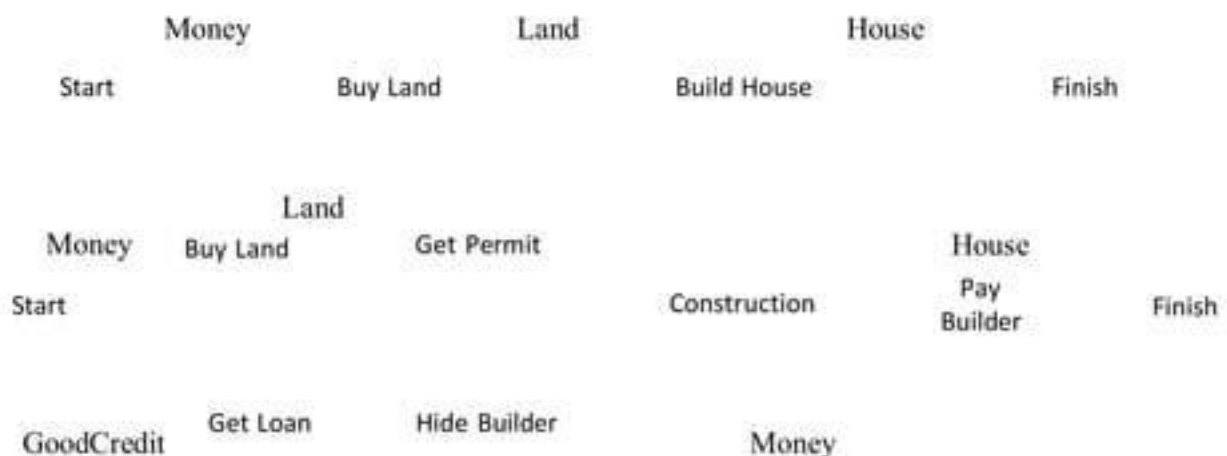 Money Land House
Start Buy Land Build House Finish
Land
Money Buy Land Get Permit House
Start Construction Pay Builder Finish
Get Loan Hide Builder
GoodCredit Money